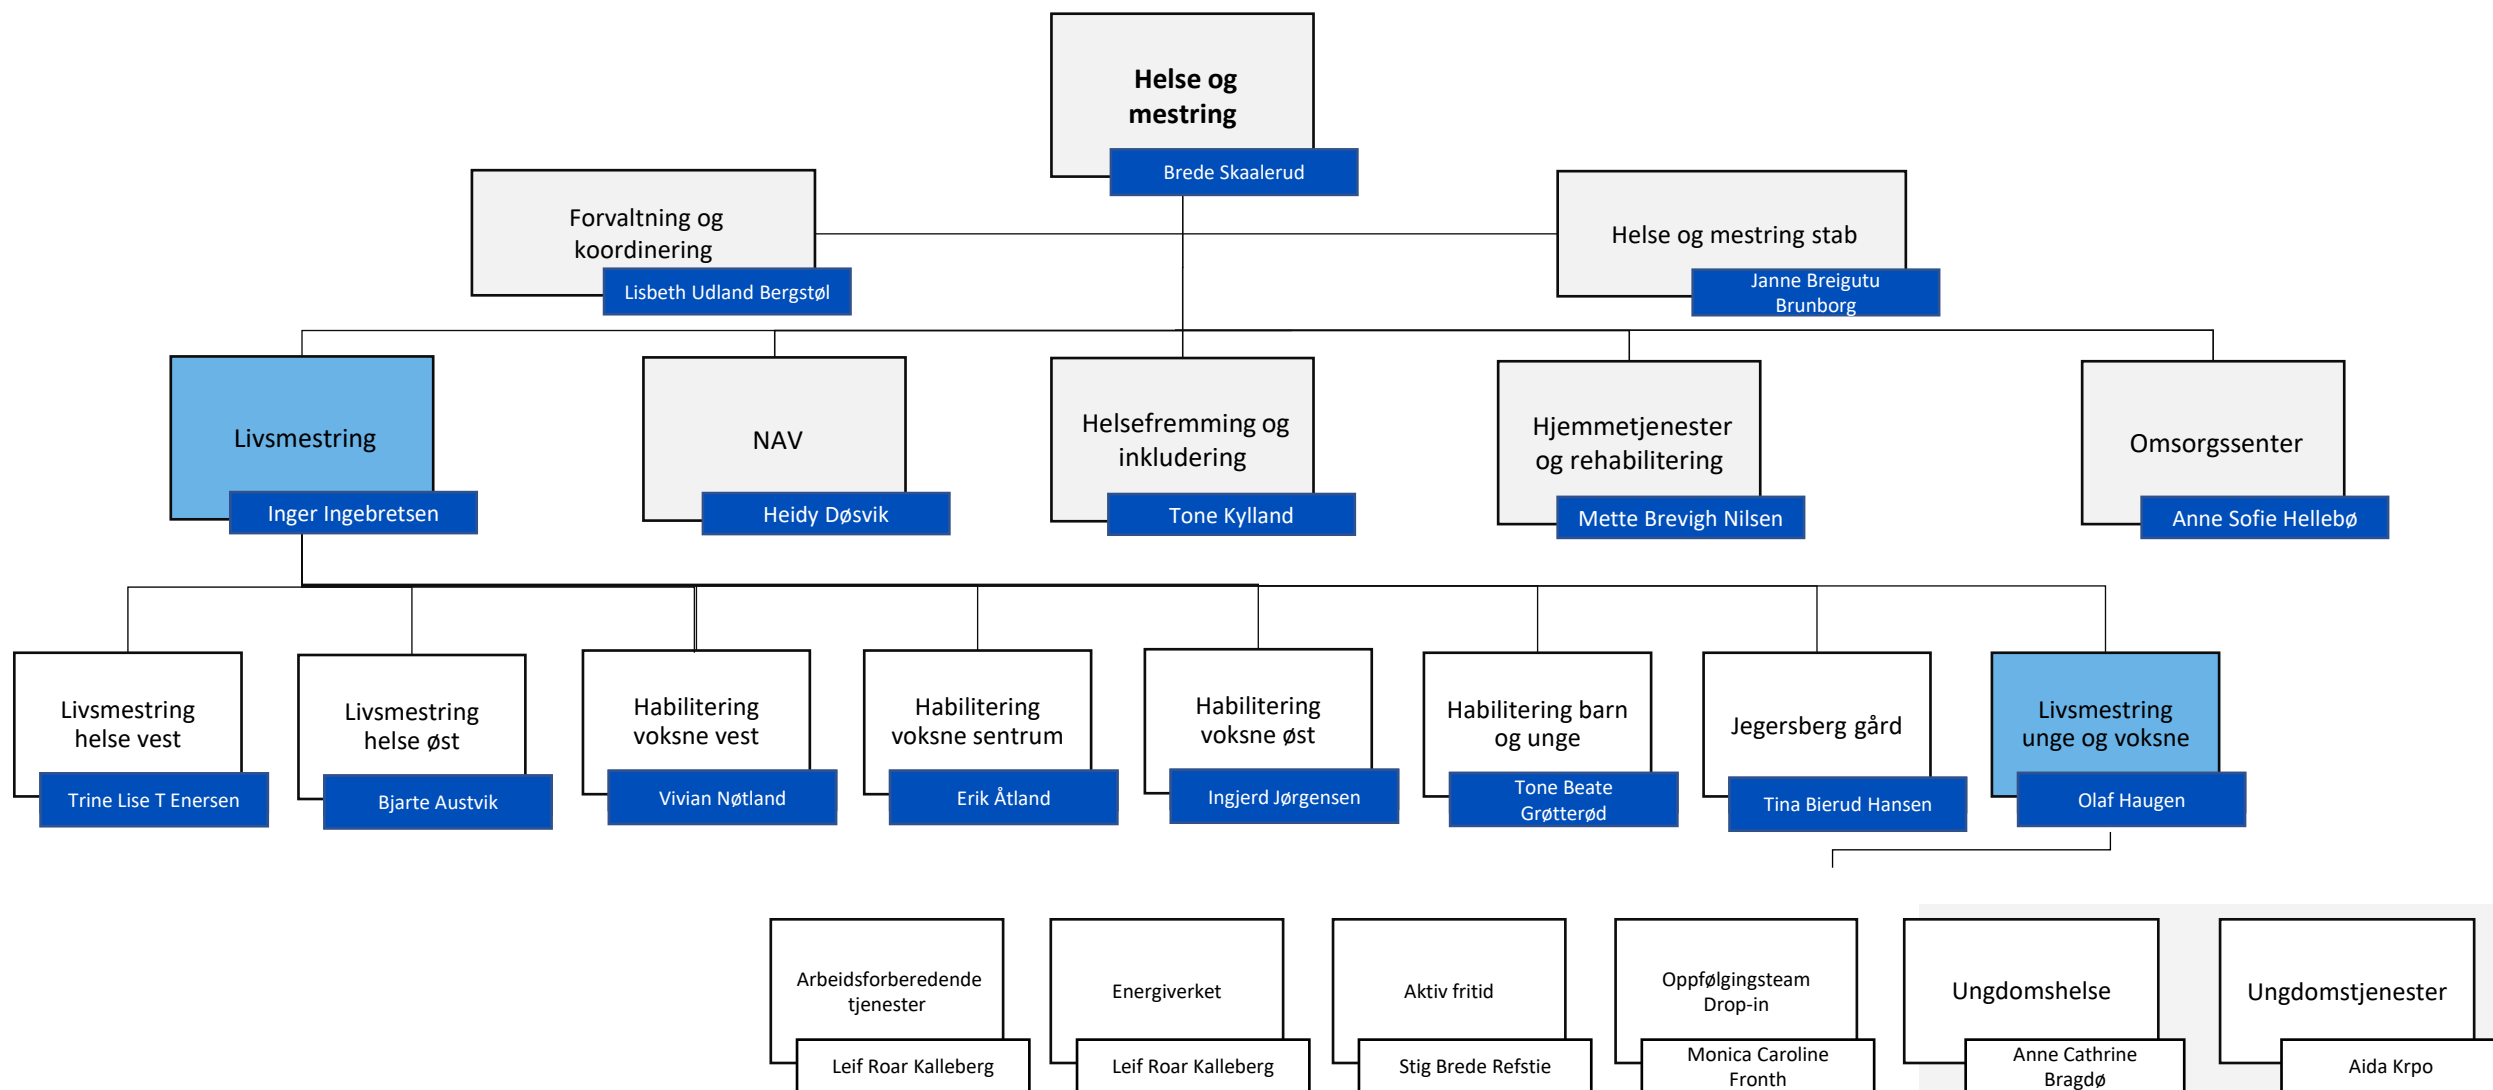 Helse og
mestring
Brede Skaalerud
Forvaltning og
koordinering
Lisbeth Udland Bergstøl
Helse og mestring stab
Janne Breigutu
Brunborg
Livsmestring
Inger Ingebretsen
NAV
Heidy Døsvik
Helsefremming og
inkludering
Tone Kylland
Hjemmetjenester
og rehabilitering
Mette Brevigh Nilsen
Omsorgssenter
Anne Sofie Hellebø
Livsmestring
helse vest
Trine Lise T Enersen
Livsmestring
helse øst
Bjarte Austvik
Habilitering
voksne vest
Vivian Nøtland
Habilitering
voksne sentrum
Erik Åtland
Habilitering
voksne øst
Ingjerd Jørgensen
Habilitering barn
og unge
Tone Beate
Grøtterød
Jegersberg gård
Tina Bierud Hansen
Livsmestring
unge og voksne
Olaf Haugen
Arbeidsforberedende
tjenester
Leif Roar Kalleberg
Energiverket
Leif Roar Kalleberg
Aktiv fritid
Stig Brede Refstie
Oppfølgingsteam
Drop-in
Monica Caroline
Fronth
Ungdomshelse
Anne Cathrine
Bragdø
Ungdomstjenester
Aida Krpo